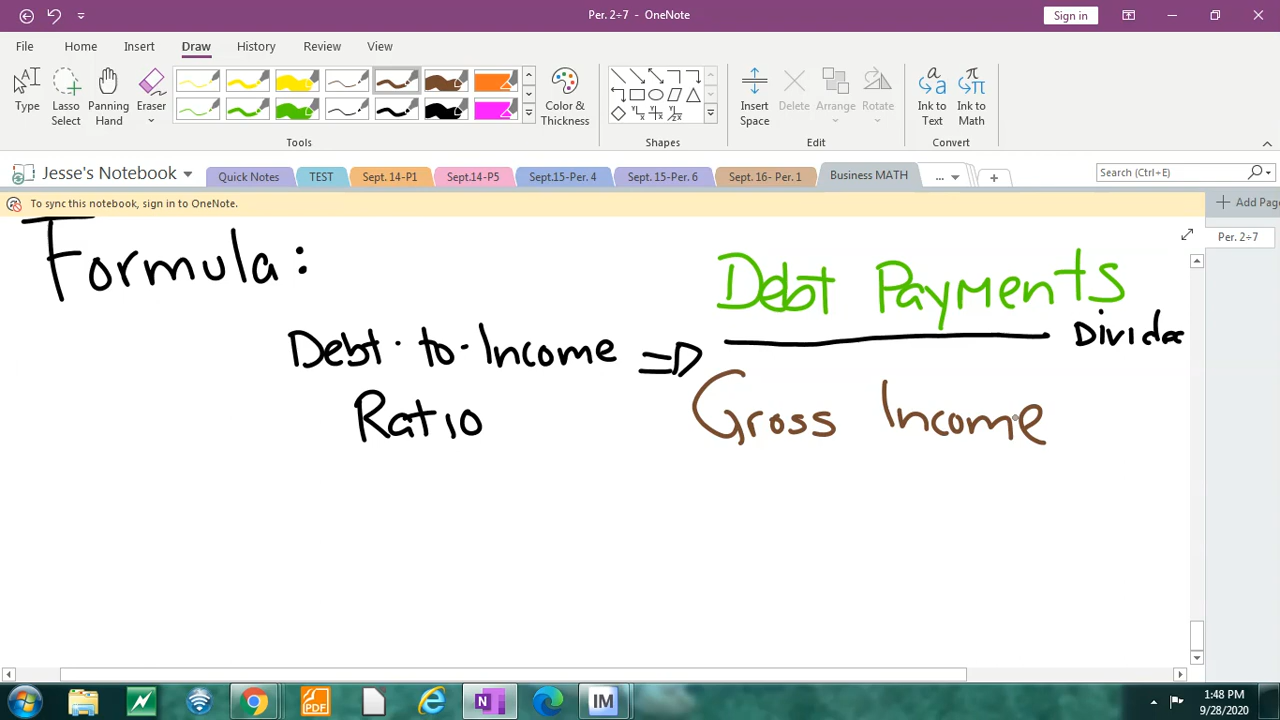 Per. 2÷7 - OneNote
Sign in
File Home Insert Draw History Review View
Type
Lasso Select
Panning Hand
Eraser
Color & Thickness
Insert Space
Delete
Arrange
Rotate
Ink to Text
Ink to Math
Tools
Shapes
Edit
Convert
Jesse's Notebook
Quick Notes
TEST
Sept. 14-P1
Sept.14-P5
Sept.15-Per. 4
Sept. 15-Per. 6
Sept. 16- Per. 1
Business MATH
...
Search (Ctrl+E)
To sync this notebook, sign in to OneNote.
Add Pag
Per. 2÷7
Formula:
Debt Payments
Divide
Debt-to-Income
Ratio
Gross Income
PDF
N
IM
1:48 PM
9/28/2020